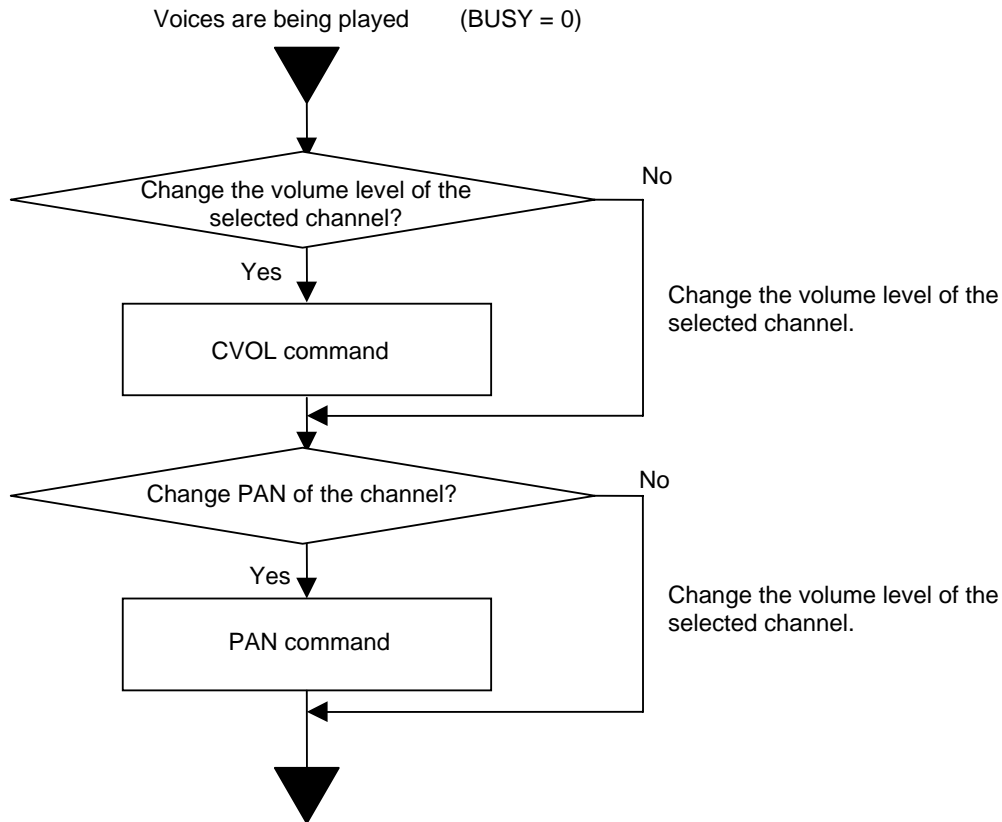 Voices are being played (BUSY = 0)
Change the volume level of the
selected channel?
No
Yes
Change the volume level of the
selected channel.
CVOL command
Change PAN of the channel?
No
Yes
Change the volume level of the
selected channel.
PAN command